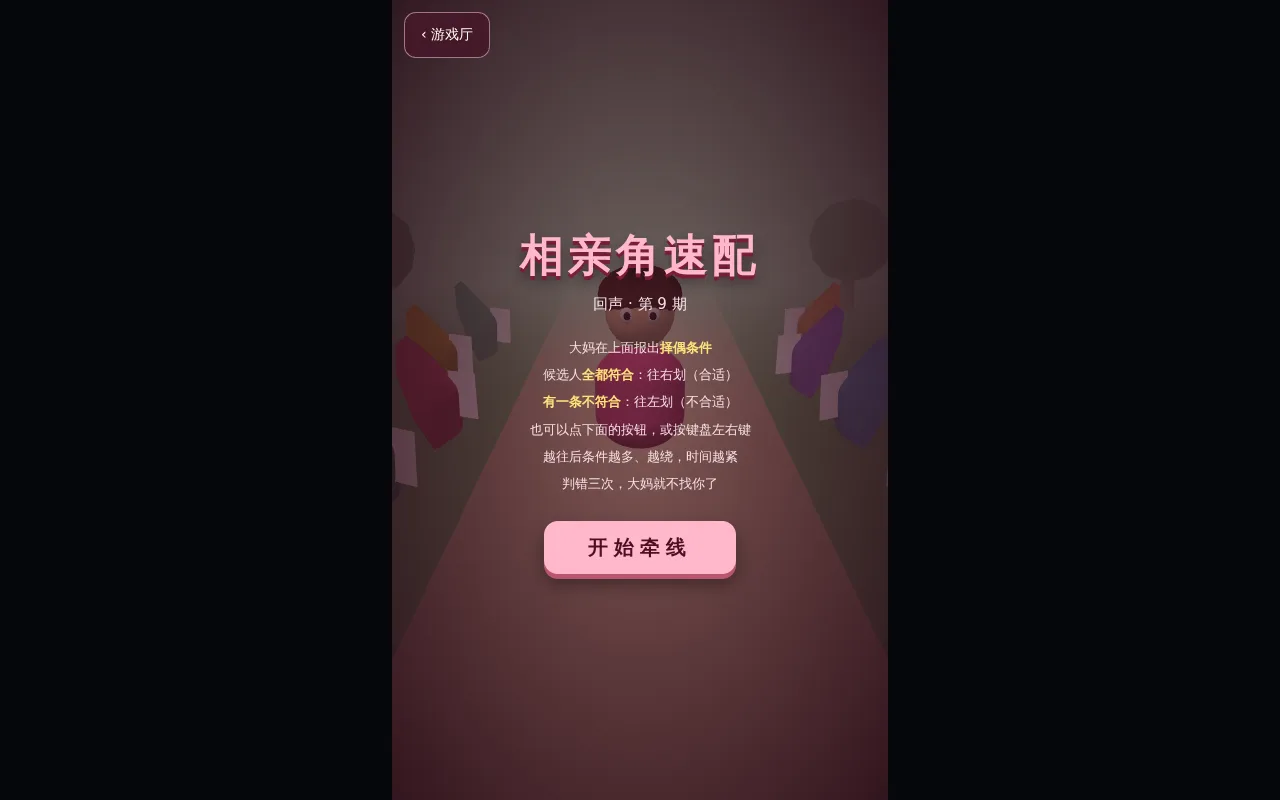 ‹ 游戏厅
相亲角速配
回声 · 第 9 期
大妈在上面报出择偶条件
候选人全都符合：往右划（合适）
有一条不符合：往左划（不合适）
也可以点下面的按钮，或按键盘左右键
越往后条件越多、越绕，时间越紧
判错三次，大妈就不找你了
开始牵线